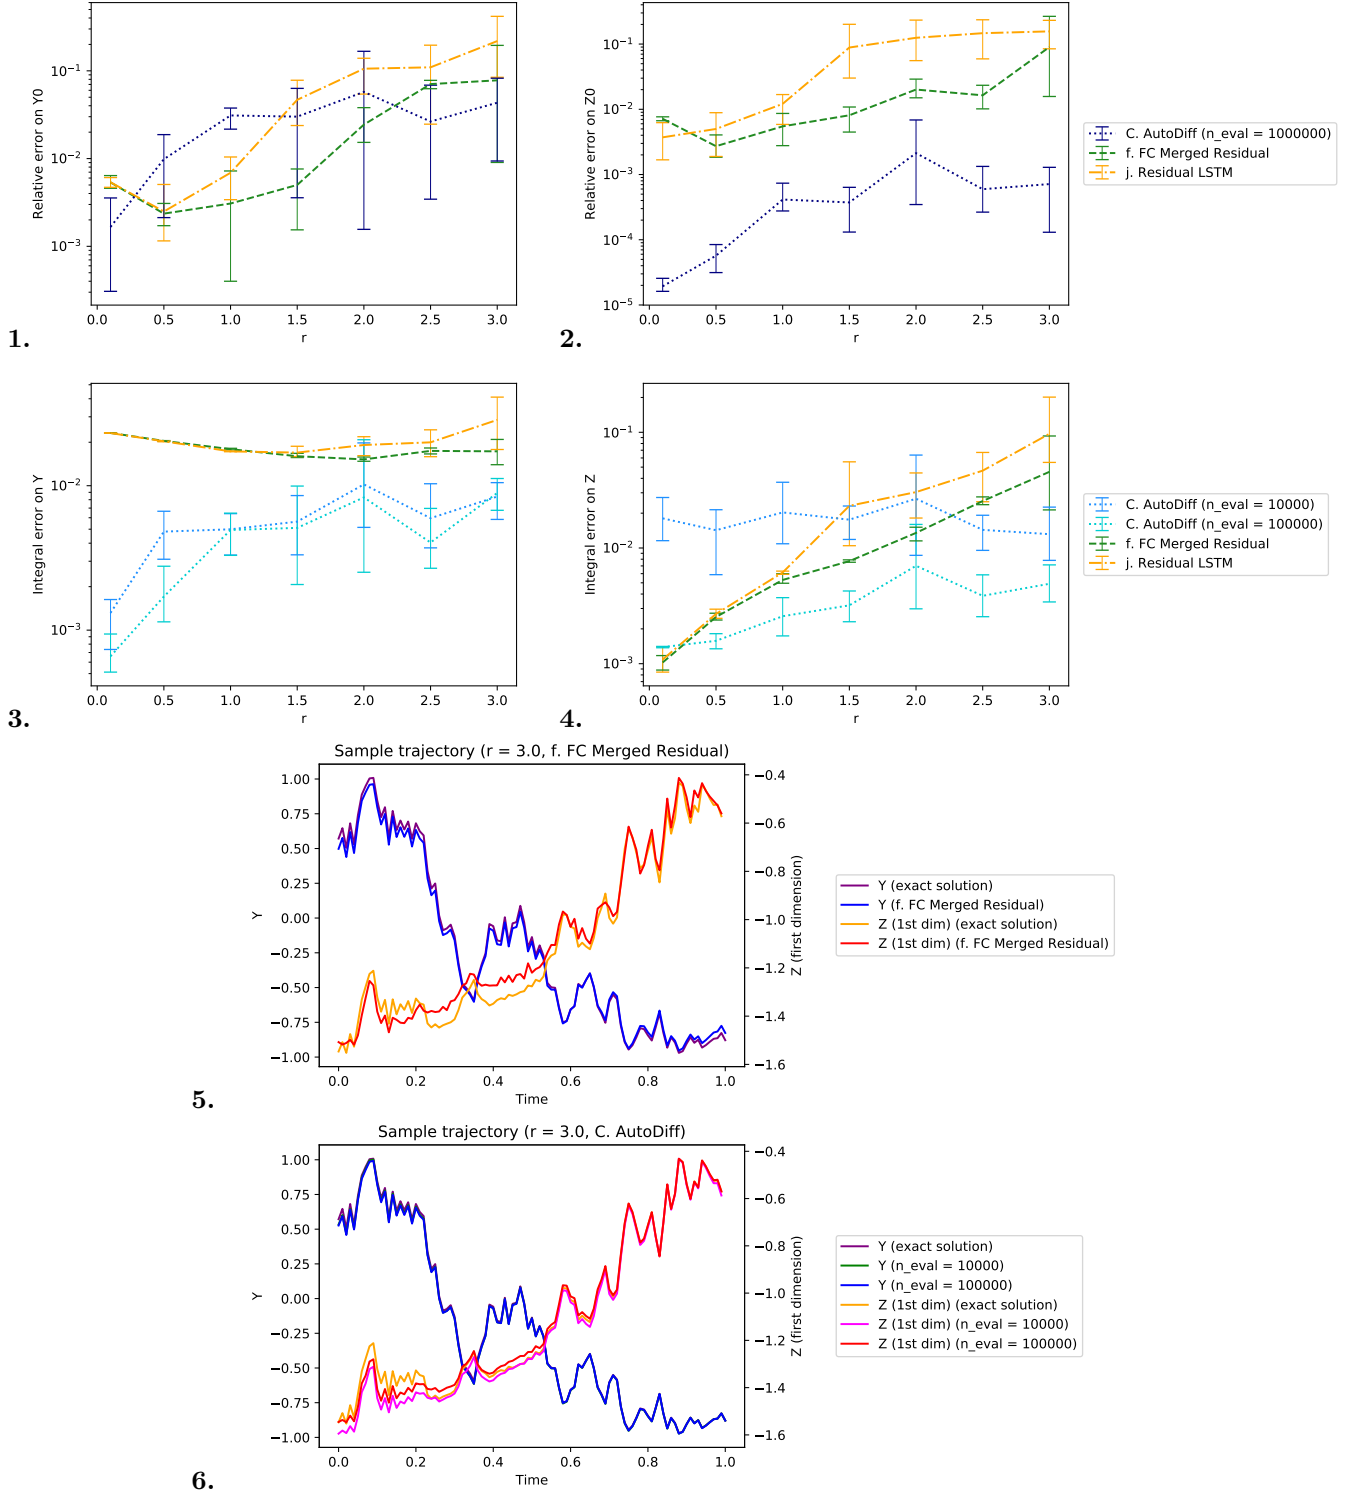 Relative error on Y0
10⁻¹
10⁻²
10⁻³
0.0 0.5 1.0 1.5 2.0 2.5 3.0
r
1.
Relative error on Z0
10⁻¹
10⁻²
10⁻³
10⁻⁴
10⁻⁵
0.0 0.5 1.0 1.5 2.0 2.5 3.0
r
2.
C. AutoDiff (n_eval = 1000000)
f. FC Merged Residual
j. Residual LSTM
Integral error on Y
10⁻²
10⁻³
0.0 0.5 1.0 1.5 2.0 2.5 3.0
r
3.
Integral error on Z
10⁻¹
10⁻²
10⁻³
0.0 0.5 1.0 1.5 2.0 2.5 3.0
r
4.
C. AutoDiff (n_eval = 10000)
C. AutoDiff (n_eval = 100000)
f. FC Merged Residual
j. Residual LSTM
Sample trajectory (r = 3.0, f. FC Merged Residual)
Y
1.00
0.75
0.50
0.25
0.00
−0.25
−0.50
−0.75
−1.00
0.0 0.2 0.4 0.6 0.8 1.0
Time
−0.4
−0.6
−0.8
−1.0
−1.2
−1.4
−1.6
Z (first dimension)
5.
Y (exact solution)
Y (f. FC Merged Residual)
Z (1st dim) (exact solution)
Z (1st dim) (f. FC Merged Residual)
Sample trajectory (r = 3.0, C. AutoDiff)
Y
1.00
0.75
0.50
0.25
0.00
−0.25
−0.50
−0.75
−1.00
0.0 0.2 0.4 0.6 0.8 1.0
Time
−0.4
−0.6
−0.8
−1.0
−1.2
−1.4
−1.6
Z (first dimension)
6.
Y (exact solution)
Y (n_eval = 10000)
Y (n_eval = 100000)
Z (1st dim) (exact solution)
Z (1st dim) (n_eval = 10000)
Z (1st dim) (n_eval = 100000)